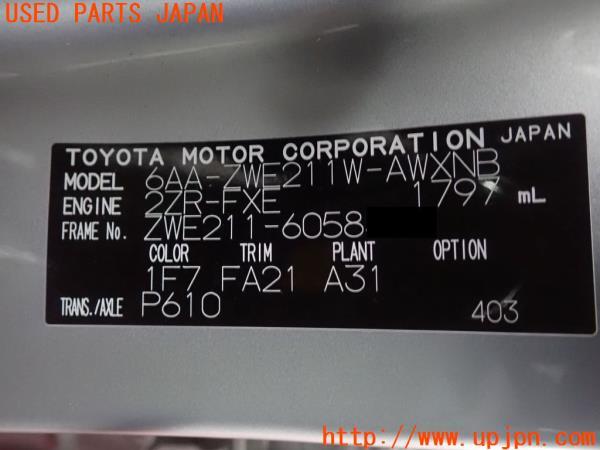 USED PARTS JAPAN
TOYOTA MOTOR CORPORATION JAPAN
MODEL 6AA-ZWE211W-AWXNB
ENGINE 2ZR-FXE 1797 mL
FRAME No. ZWE211-6058
COLOR TRIM PLANT OPTION
1F7 FA21 A31
TRANS./AXLE P610 403
http://www.upjpn.com